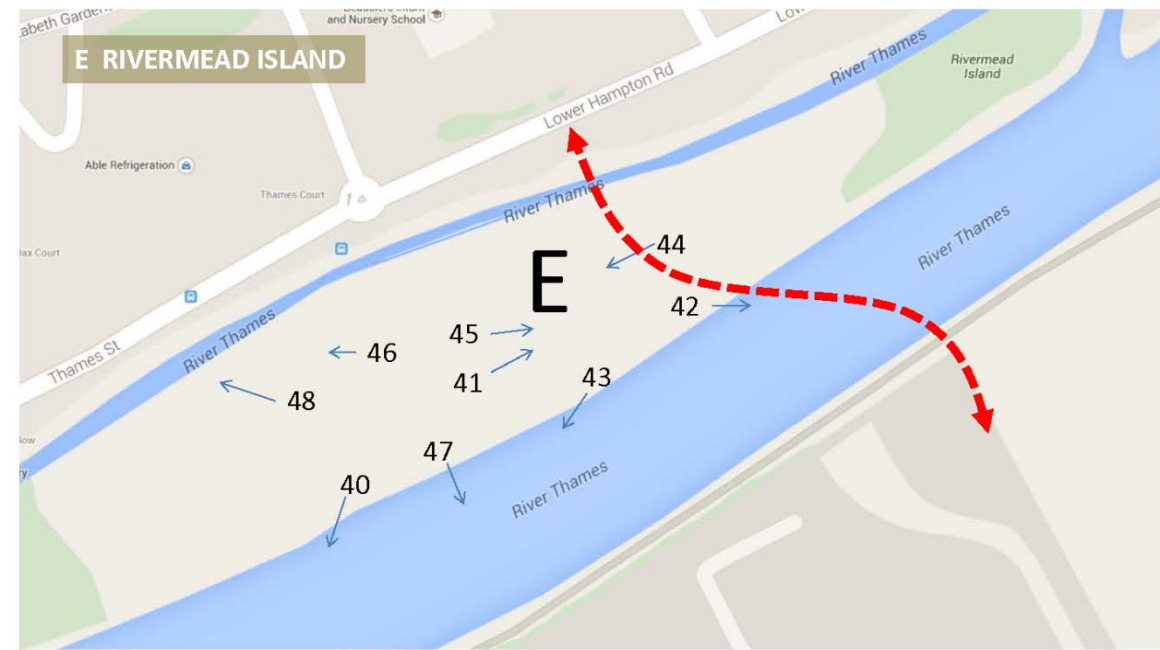 and Nursery School
E RIVERMEAD ISLAND
Lower Hampton Rd
River Thames
Rivermead
Island
Able Refrigeration
Thames Court
River Thames
River Thames
E
44
42
45
46
41
43
48
Thames St
River Thames
47
40
River Thames